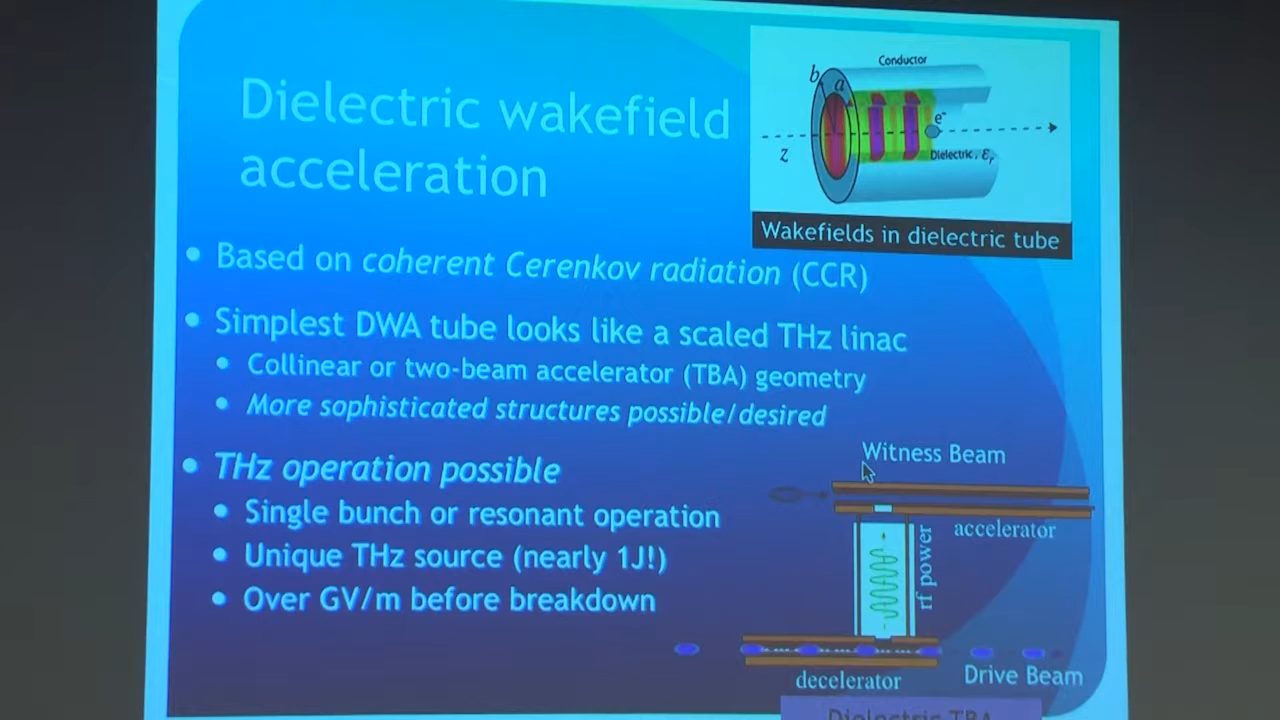 Dielectric wakefield
acceleration
Conductor
b
a
e⁻
z
Dielectric, εᵣ
Wakefields in dielectric tube
• Based on coherent Cerenkov radiation (CCR)
• Simplest DWA tube looks like a scaled THz linac
• Collinear or two-beam accelerator (TBA) geometry
• More sophisticated structures possible/desired
• THz operation possible
• Single bunch or resonant operation
• Unique THz source (nearly 1J!)
• Over GV/m before breakdown
Witness Beam
accelerator
rf power
decelerator
Drive Beam
Dielectric TBA